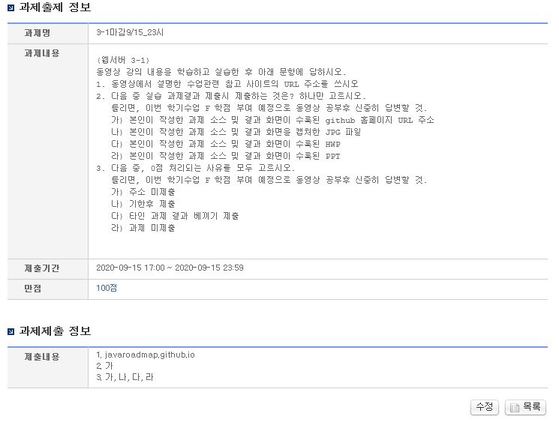 과제출제 정보
과제명 3-1마감9/15_23시
과제내용
(웹서버 3-1)
동영상 강의 내용을 학습하고 실습한 후 아래 문항에 답하시오.
1. 동영상에서 설명한 수업관련 참고 사이트의 URL 주소를 쓰시오
2. 다음 중 실습 과제결과 제출시 제출하는 것은? 하나만 고르시오.
틀리면, 이번 학기수업 F 학점 부여 예정으로 동영상 공부후 신중히 답변할 것.
가) 본인이 작성한 과제 소스 및 결과 화면이 수록된 github 홈페이지 URL 주소
나) 본인이 작성한 과제 소스 및 결과 화면을 캡처한 JPG 파일
다) 본인이 작성한 과제 소스 및 결과 화면이 수록된 HWP
라) 본인이 작성한 과제 소스 및 결과 화면이 수록된 PPT
3. 다음 중, 0점 처리되는 사유를 모두 고르시오.
틀리면, 이번 학기수업 F 학점 부여 예정으로 동영상 공부후 신중히 답변할 것.
가) 주소 미제출
나) 기한후 제출
다) 타인 과제 결과 베끼기 제출
라) 과제 미제출
제출기간 2020-09-15 17:00 ~ 2020-09-15 23:59
만점 100점
과제제출 정보
제출내용 1. javaroadmap.github.io
2. 가
3. 가, 나, 다, 라
수정 목록